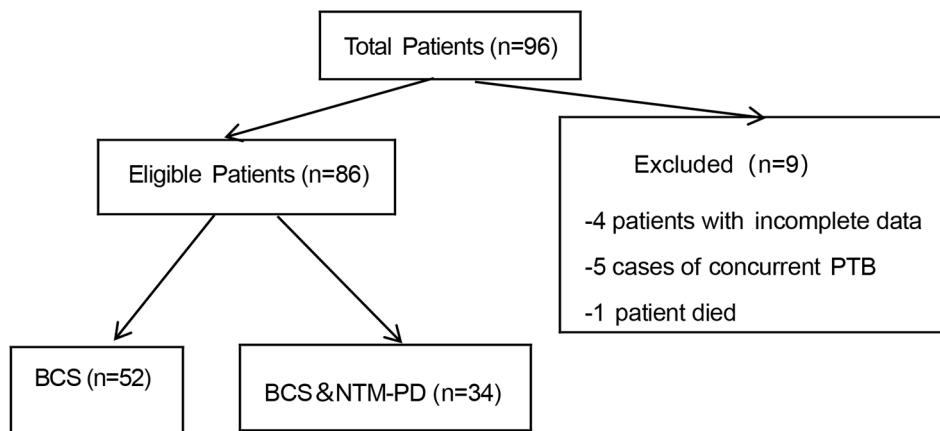 Total Patients (n=96)
Eligible Patients (n=86)
Excluded (n=9)
-4 patients with incomplete data
-5 cases of concurrent PTB
-1 patient died
BCS (n=52)
BCS&NTM-PD (n=34)